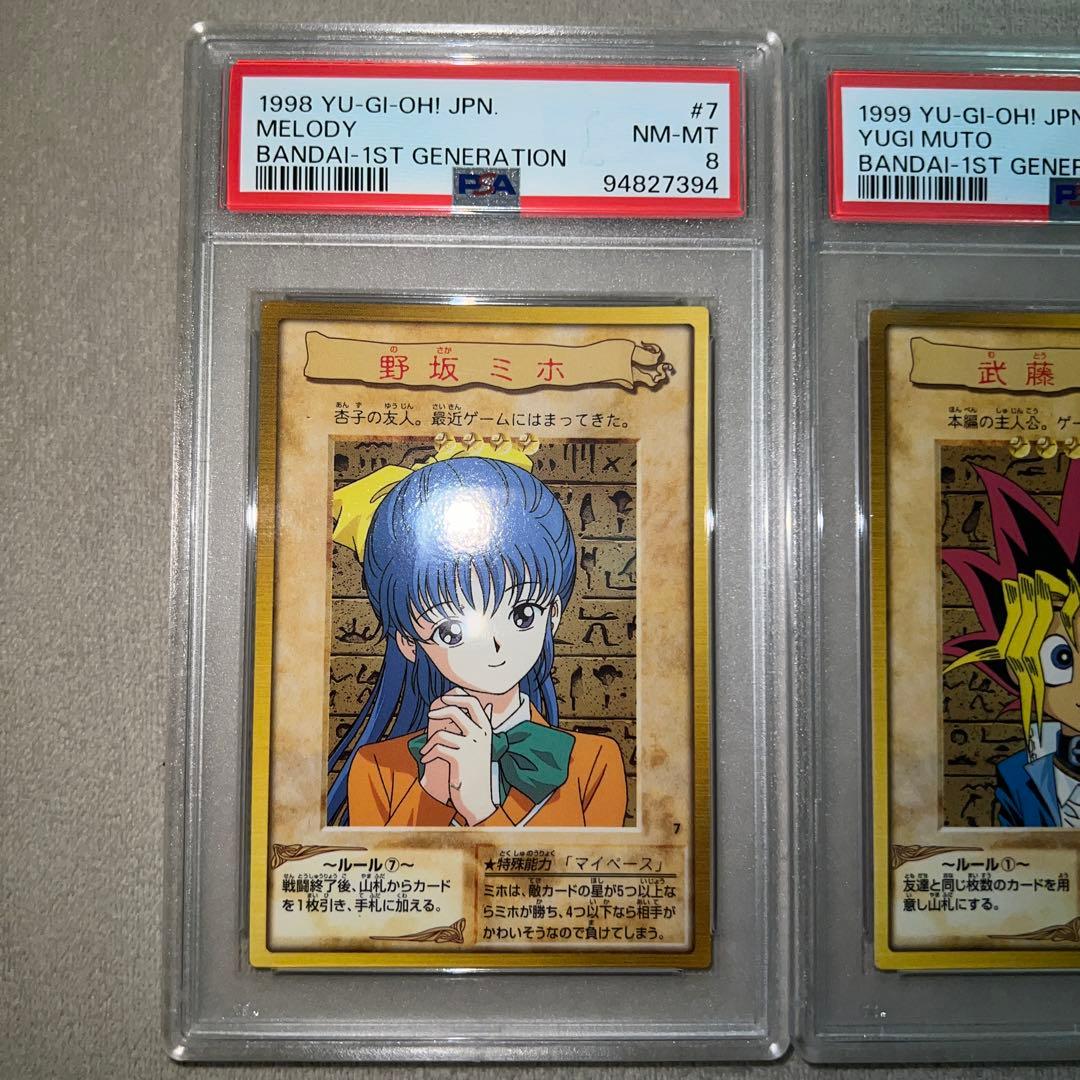 1998 YU-GI-OH! JPN. #7
MELODY NM-MT
BANDAI-1ST GENERATION 8
PSA 94827394
野坂ミホ
杏子の友人。最近ゲームにはまってきた。
7
～ルール⑦～
戦闘終了後、山札からカード
を1枚引き、手札に加える。
★特殊能力「マイペース」
ミホは、敵カードの星が5つ以上な
らミホが勝ち、4つ以下なら相手が
かわいそうなので負けてしまう。
1999 YU-GI-OH! JPN
YUGI MUTO
BANDAI-1ST GENER
武藤
本編の主人公。ゲー
～ルール①～
友達と同じ枚数のカードを用
意し山札にする。